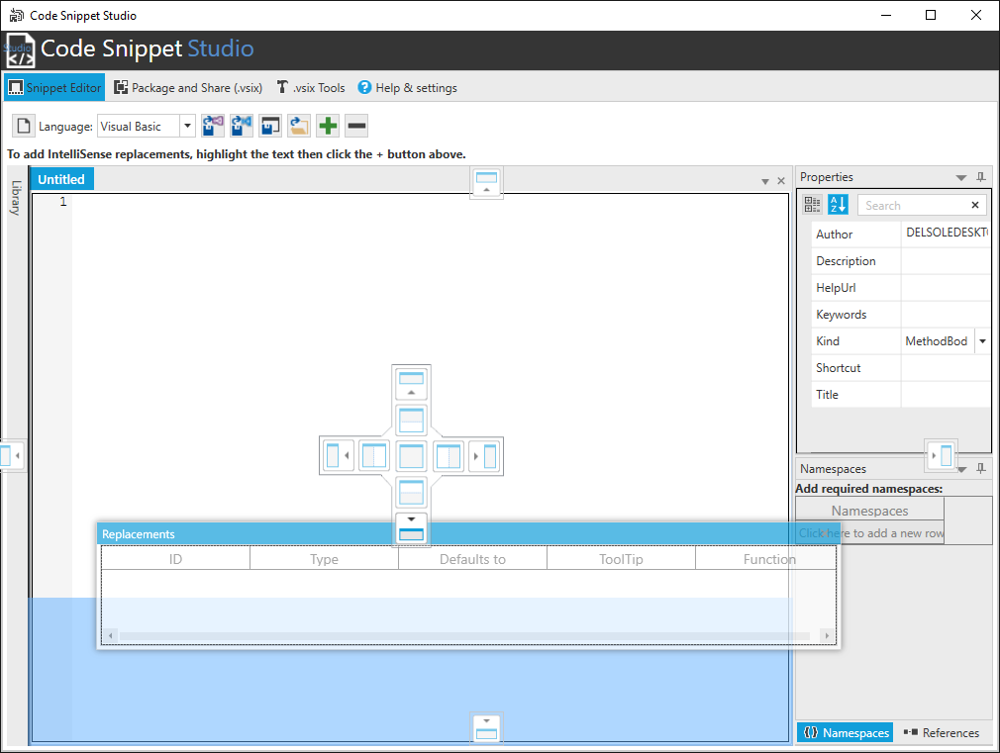 Code Snippet Studio
Studio
Code Snippet Studio
Snippet Editor
Package and Share (.vsix)
.vsix Tools
? Help & settings
Language: Visual Basic
To add IntelliSense replacements, highlight the text then click the + button above.
Library
Untitled
1
Properties
A
Z
Search
Author DELSOLEDESKTO
Description
HelpUrl
Keywords
Kind MethodBod
Shortcut
Title
Namespaces
Add required namespaces:
Namespaces
Click here to add a new row
Replacements
ID Type Defaults to ToolTip Function
Namespaces
References